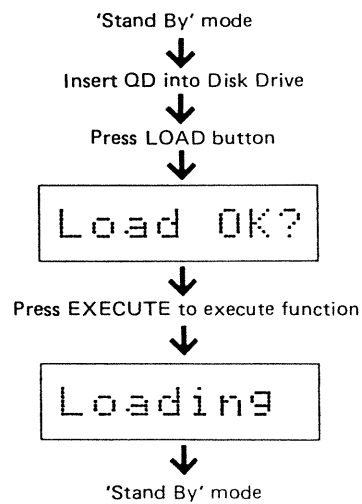 'Stand By' mode
Insert QD into Disk Drive
Press LOAD button
Load OK?
Press EXECUTE to execute function
Loading
'Stand By' mode